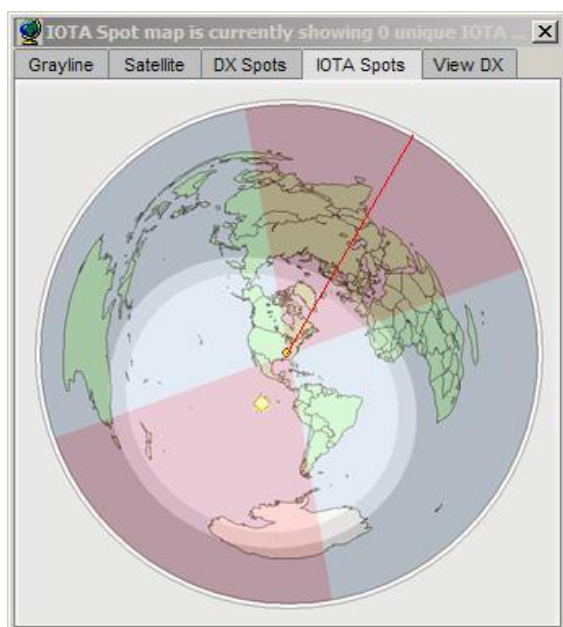 IOTA Spot map is currently showing 0 unique IOTA ...
Grayline Satellite DX Spots IOTA Spots View DX